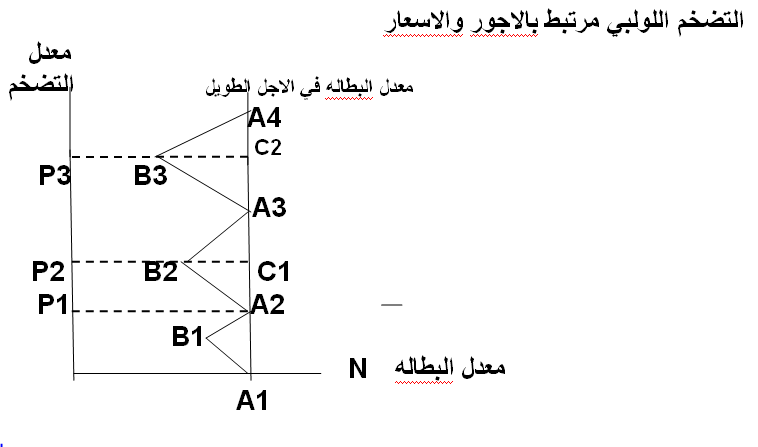 التضخم اللولبي مرتبط بالاجور والاسعار
معدل
التضخم
معدل البطاله في الاجل الطويل
A4
C2
P3
B3
A3
P2
B2
C1
P1
A2
B1
N
معدل البطاله
A1